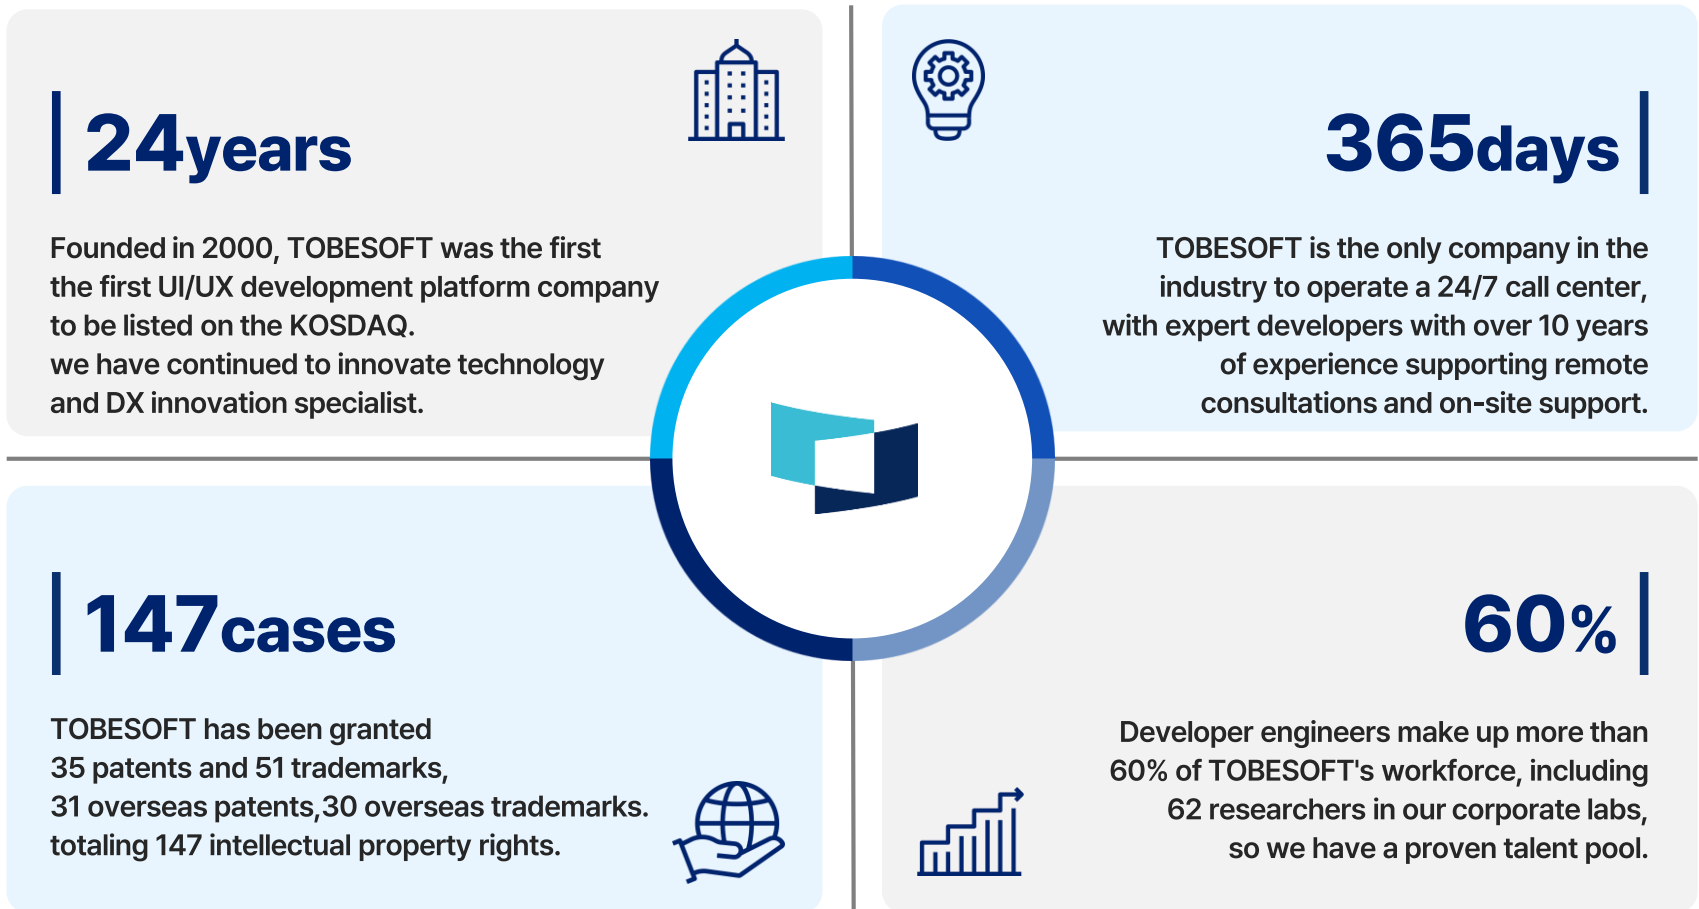 24years
Founded in 2000, TOBESOFT was the first
the first UI/UX development platform company
to be listed on the KOSDAQ.
we have continued to innovate technology
and DX innovation specialist.
365days
TOBESOFT is the only company in the
industry to operate a 24/7 call center,
with expert developers with over 10 years
of experience supporting remote
consultations and on-site support.
147cases
TOBESOFT has been granted
35 patents and 51 trademarks,
31 overseas patents,30 overseas trademarks.
totaling 147 intellectual property rights.
60%
Developer engineers make up more than
60% of TOBESOFT's workforce, including
62 researchers in our corporate labs,
so we have a proven talent pool.